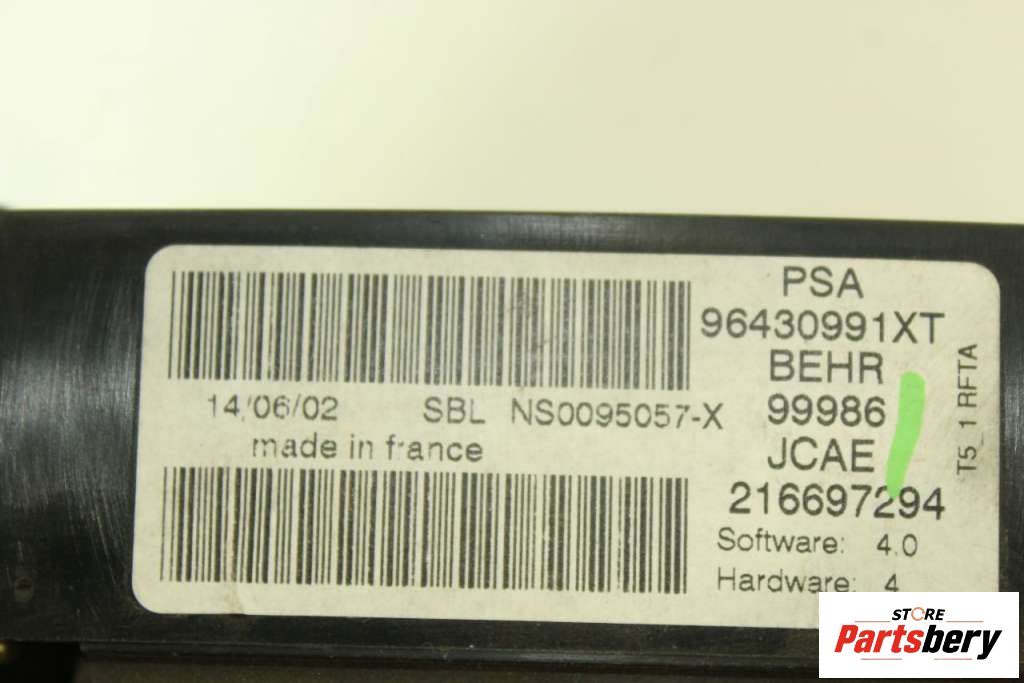 PSA
96430991XT
BEHR
14/06/02 SBL NS0095057-X
99986
made in france
JCAE
216697294
Software: 4.0
Hardware: 4
T5_1 RFTA
STORE
Partsbery